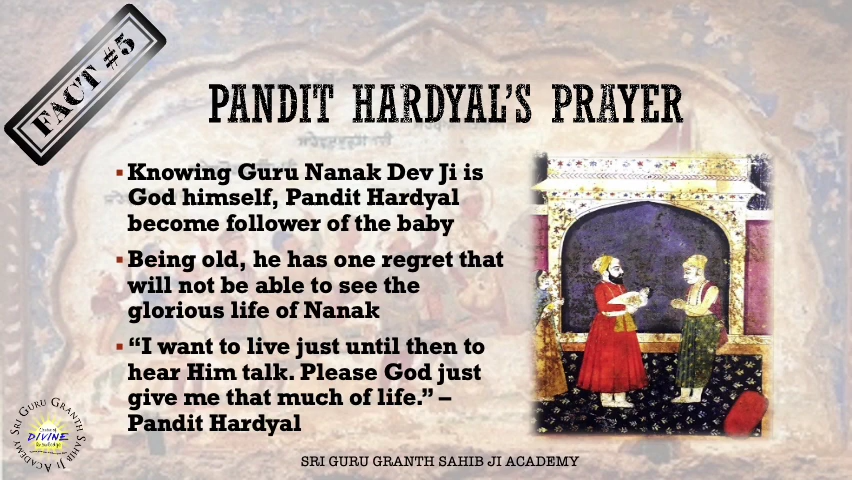 FACT #5
PANDIT HARDYAL'S PRAYER
Knowing Guru Nanak Dev Ji is
God himself, Pandit Hardyal
become follower of the baby
Being old, he has one regret that
will not be able to see the
glorious life of Nanak
“I want to live just until then to
hear Him talk. Please God just
give me that much of life.” –
Pandit Hardyal
SRI GURU GRANTH SAHIB JI ACADEMY
DIVINE
Knowledge
SRI GURU GRANTH SAHIB JI ACADEMY